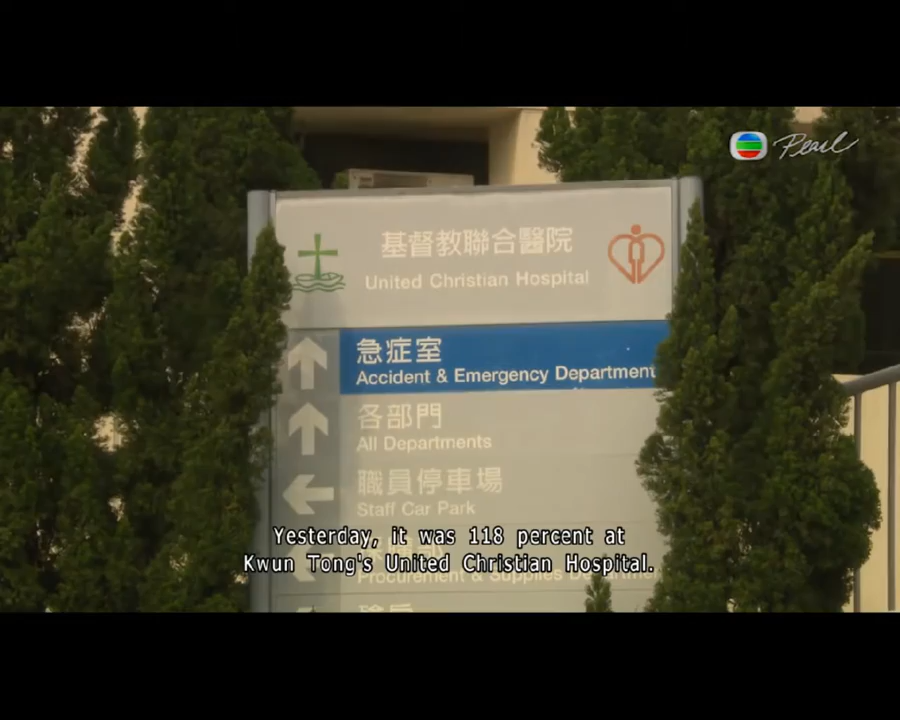 Pearl
基督教聯合醫院
United Christian Hospital
急症室
Accident & Emergency Department
各部門
All Departments
職員停車場
Staff Car Park
Yesterday, it was 118 percent at
Kwun Tong's United Christian Hospital.
Procurement & Supplies Department